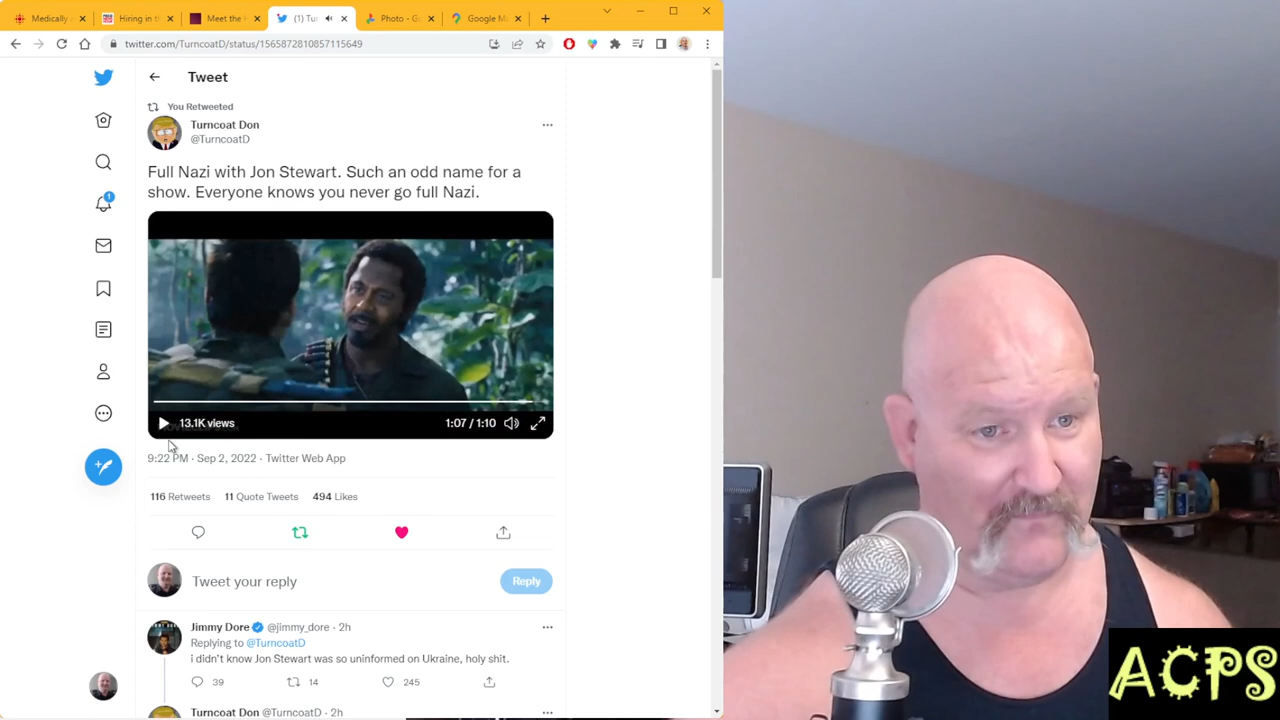 Medically
Hiring in th
Meet the H
(1) Tu
Photo - G
Google M
twitter.com/TurncoatD/status/1565872810857115649
Tweet
You Retweeted
Turncoat Don
@TurncoatD
1
Full Nazi with Jon Stewart. Such an odd name for a
show. Everyone knows you never go full Nazi.
13.1K views
1:07 / 1:10
9:22 PM · Sep 2, 2022 · Twitter Web App
116 Retweets 11 Quote Tweets 494 Likes
Tweet your reply
Reply
Jimmy Dore @jimmy_dore · 2h
Replying to @TurncoatD
i didn't know Jon Stewart was so uninformed on Ukraine, holy shit.
39 14 245
Turncoat Don @TurncoatD · 2h
ACPS